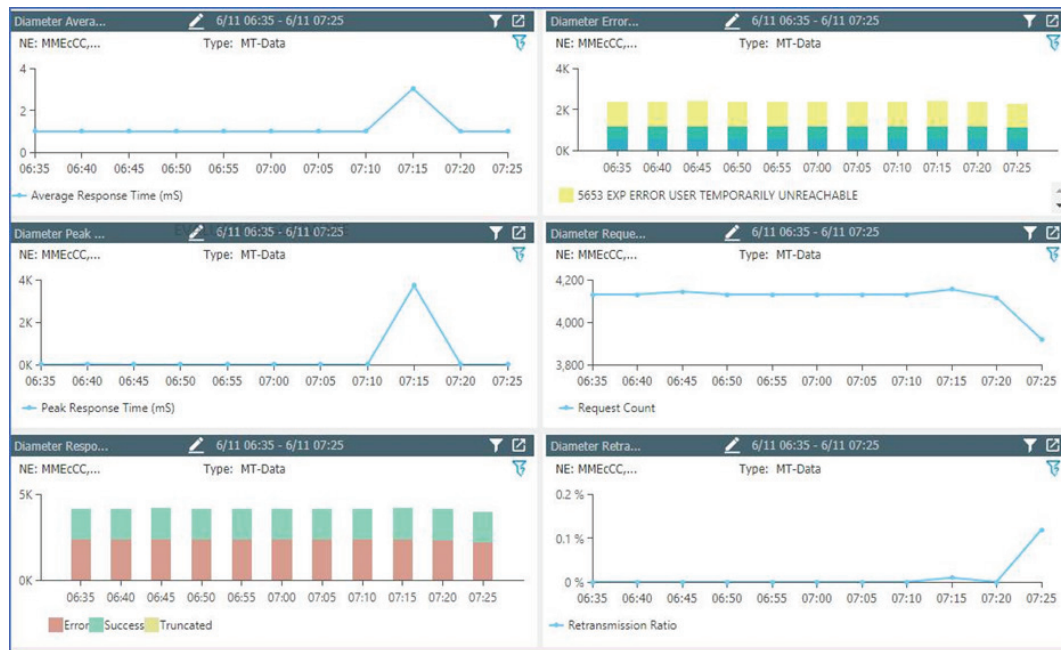 Diameter Avera... 6/11 06:35 - 6/11 07:25
NE: MMEcCC,... Type: MT-Data
4
2
0
06:35 06:40 06:45 06:50 06:55 07:00 07:05 07:10 07:15 07:20 07:25
Average Response Time (mS)
Diameter Error... 6/11 06:35 - 6/11 07:25
NE: MMEcCC,... Type: MT-Data
4K
2K
0K
06:35 06:40 06:45 06:50 06:55 07:00 07:05 07:10 07:15 07:20 07:25
5653 EXP ERROR USER TEMPORARILY UNREACHABLE
Diameter Peak ... 6/11 06:35 - 6/11 07:25
NE: MMEcCC,... Type: MT-Data
4K
2K
0K
06:35 06:40 06:45 06:50 06:55 07:00 07:05 07:10 07:15 07:20 07:25
Peak Response Time (mS)
Diameter Reque... 6/11 06:35 - 6/11 07:25
NE: MMEcCC,... Type: MT-Data
4,200
4,000
3,800
06:35 06:40 06:45 06:50 06:55 07:00 07:05 07:10 07:15 07:20 07:25
Request Count
Diameter Respo... 6/11 06:35 - 6/11 07:25
NE: MMEcCC,... Type: MT-Data
5K
0K
06:35 06:40 06:45 06:50 06:55 07:00 07:05 07:10 07:15 07:20 07:25
Error Success Truncated
Diameter Retra... 6/11 06:35 - 6/11 07:25
NE: MMEcCC,... Type: MT-Data
0.2 %
0.1 %
0 %
06:35 06:40 06:45 06:50 06:55 07:00 07:05 07:10 07:15 07:20 07:25
Retransmission Ratio